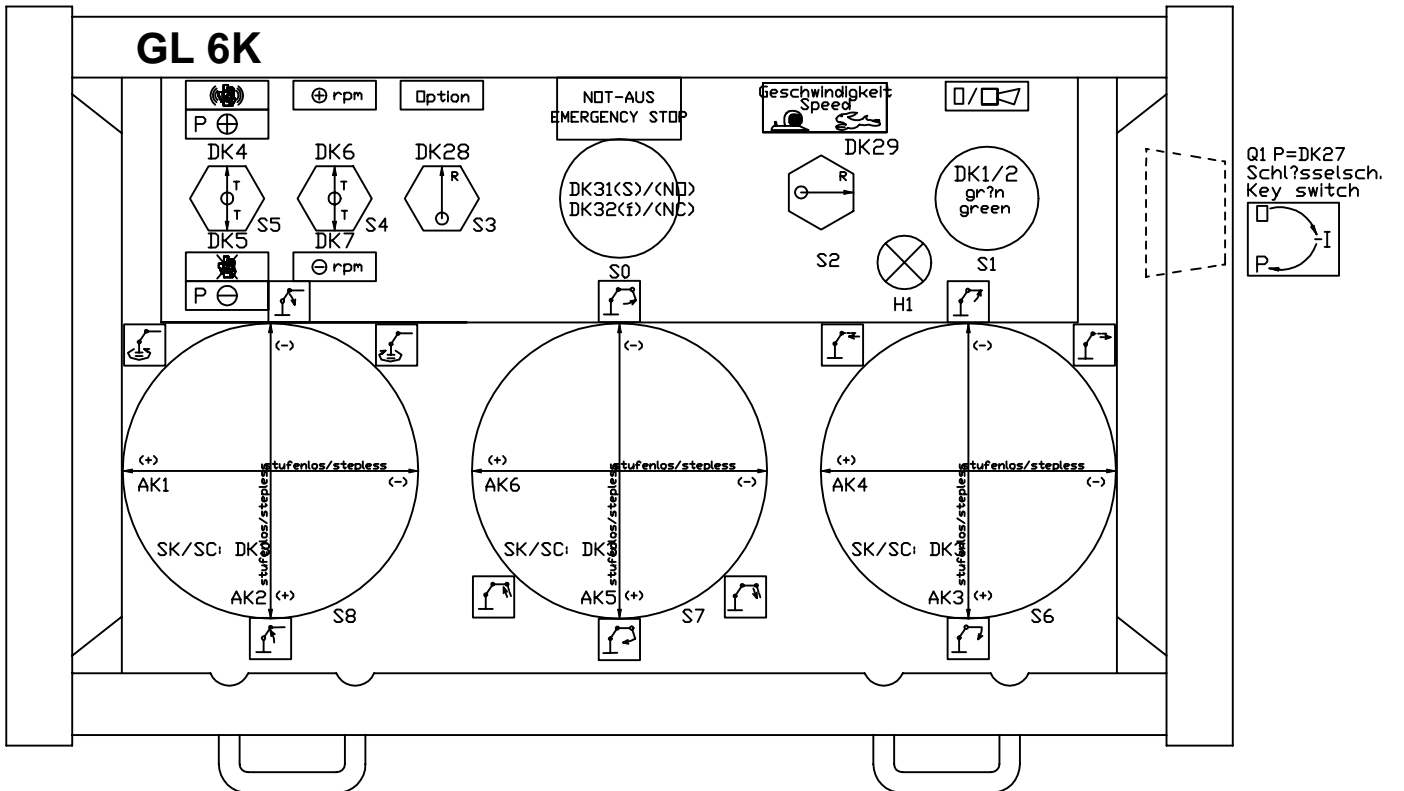 GL 6K
rpm
Option
NOT-AUS
EMERGENCY STOP
Geschwindigkeit
Speed
0/
P
DK4
DK6
DK28
DK29
T
T
R
R
T
T
DK31(S)/(NO)
DK32(i)/(NC)
DK1/2
gr?n
green
S5
S4
S3
DK5
DK7
rpm
P
S0
S2
S1
H1
Q1 P=DK27
Schl?sselsch.
Key switch
0
I
P
(-)
(-)
(-)
(+)
stufenlos/stepless
(+)
stufenlos/stepless
(+)
stufenlos/stepless
AK1
(-)
AK6
(-)
AK4
(-)
stufenlos/stepless
stufenlos/stepless
stufenlos/stepless
SK/SC:
SK/SC:
SK/SC:
AK2 (+)
AK5 (+)
AK3 (+)
S8
S7
S6